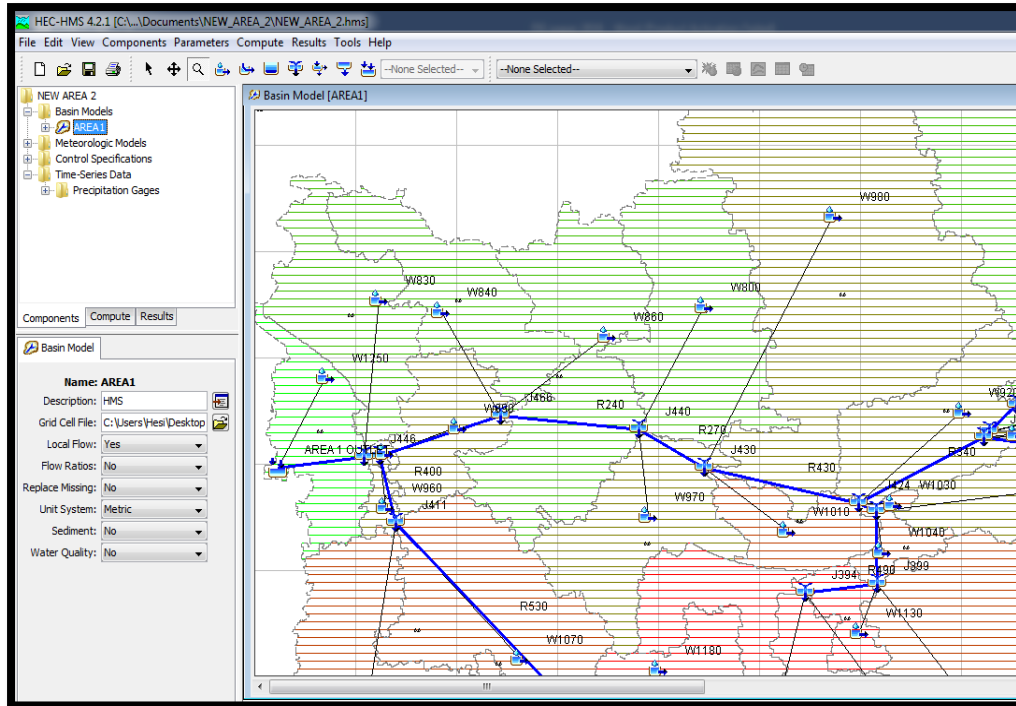 HEC-HMS 4.2.1 [C:\...\Documents\NEW_AREA_2\NEW_AREA_2.hms]
File Edit View Components Parameters Compute Results Tools Help
--None Selected-- --None Selected--
NEW AREA 2
Basin Models
AREA1
Meteorologic Models
Control Specifications
Time-Series Data
Precipitation Gages
Components Compute Results
Basin Model
Name: AREA1
Description: HMS
Grid Cell File: C:\Users\Hesi\Desktop
Local Flow: Yes
Flow Ratios: No
Replace Missing: No
Unit System: Metric
Sediment: No
Water Quality: No
Basin Model [AREA1]
W980
W830
W840
W800
W860
W1250
W920
J466
R240
J440
R270
J446
AREA 1 OUTLET
J430
R340
R400
R430
W960
J424 W1030
W970
J411
W1010
W1040
J394
R490
J399
R530
W1130
W1070
W1180